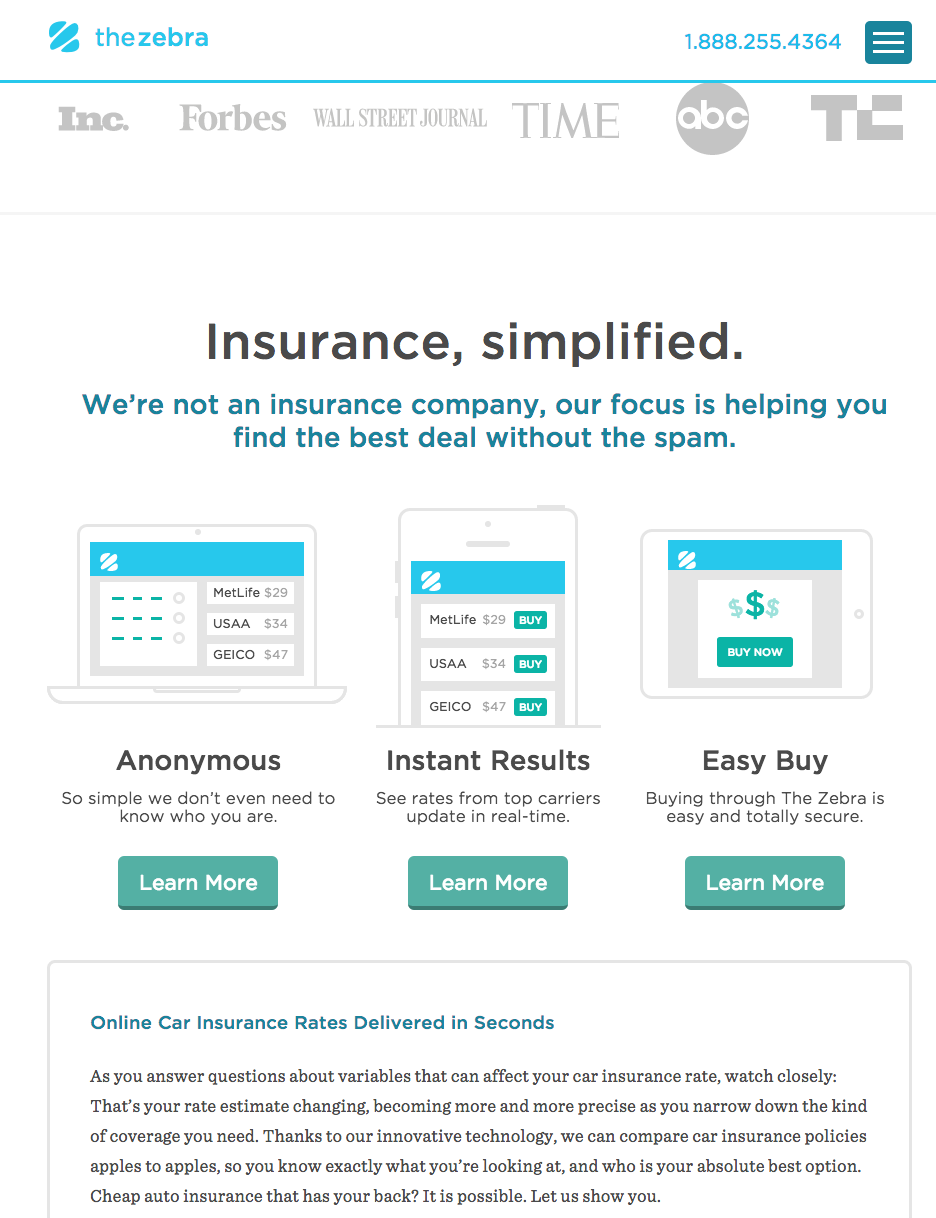 thezebra
1.888.255.4364
Inc.
Forbes
WALL STREET JOURNAL
TIME
abc
TC
Insurance, simplified.
We’re not an insurance company, our focus is helping you
find the best deal without the spam.
MetLife $29
USAA $34
GEICO $47
MetLife $29 BUY
USAA $34 BUY
GEICO $47 BUY
$$$
BUY NOW
Anonymous
So simple we don’t even need to
know who you are.
Learn More
Instant Results
See rates from top carriers
update in real-time.
Learn More
Easy Buy
Buying through The Zebra is
easy and totally secure.
Learn More
Online Car Insurance Rates Delivered in Seconds
As you answer questions about variables that can affect your car insurance rate, watch closely:
That’s your rate estimate changing, becoming more and more precise as you narrow down the kind
of coverage you need. Thanks to our innovative technology, we can compare car insurance policies
apples to apples, so you know exactly what you’re looking at, and who is your absolute best option.
Cheap auto insurance that has your back? It is possible. Let us show you.